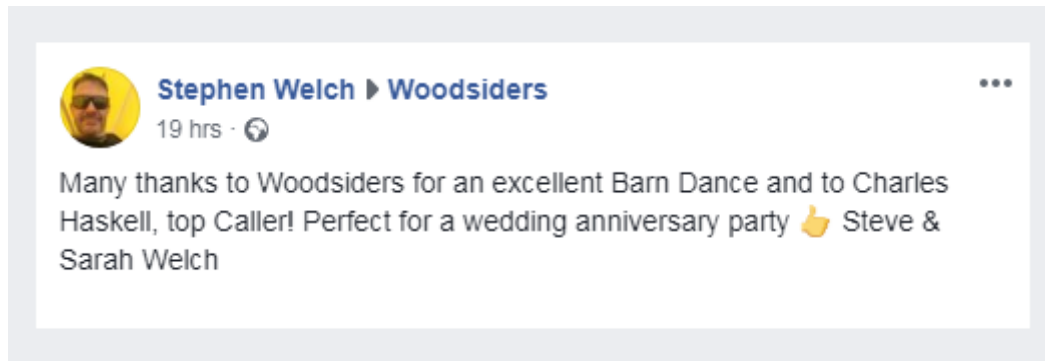 Stephen Welch ▶ Woodsiders
19 hrs ·
Many thanks to Woodsiders for an excellent Barn Dance and to Charles
Haskell, top Caller! Perfect for a wedding anniversary party 👍 Steve &
Sarah Welch